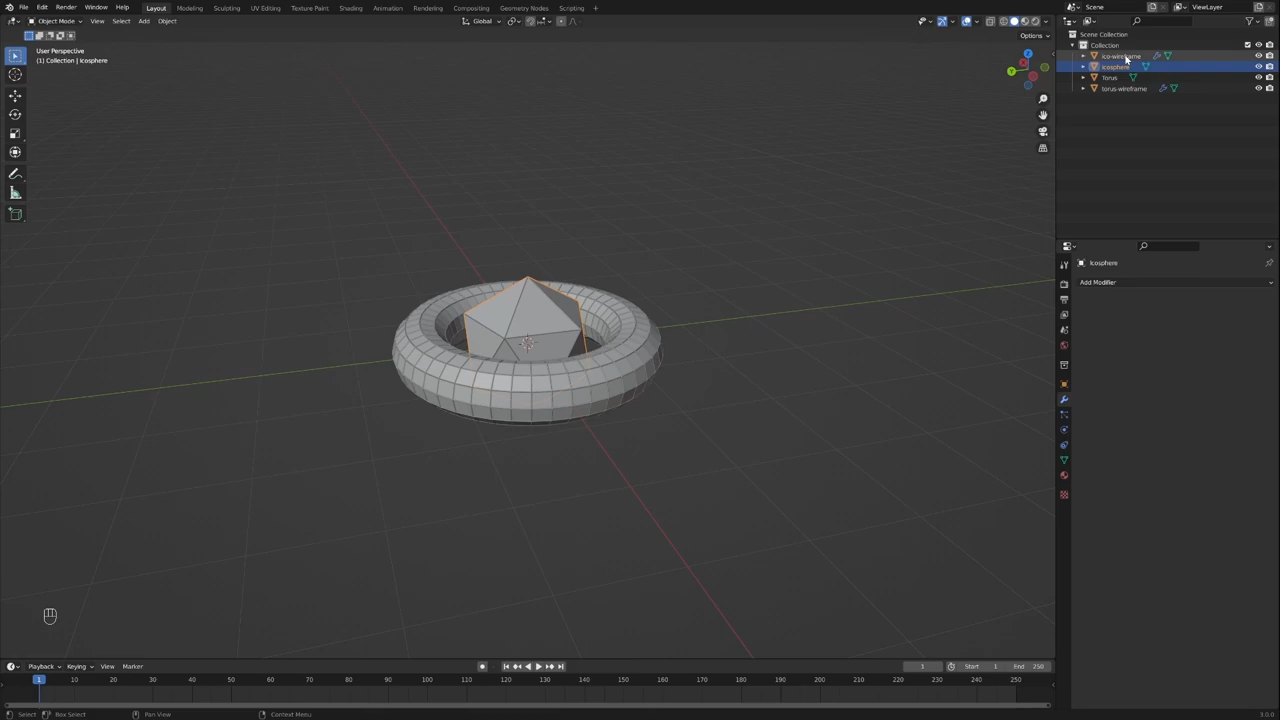 File Edit Render Window Help Layout Modeling Sculpting UV Editing Texture Paint Shading Animation Rendering Compositing Geometry Nodes Scripting + Scene ViewLayer
Object Mode View Select Add Object Global
Options
User Perspective
(1) Collection | Icosphere
Scene Collection
Collection
ico-wireframe
Icosphere
Torus
torus-wireframe
Icosphere
Add Modifier
Playback Keying View Marker 1 Start 1 End 250
1 10 20 30 40 50 60 70 80 90 100 110 120 130 140 150 160 170 180 190 200 210 220 230 240 250
Select Box Select Pan View Context Menu 3.0.0